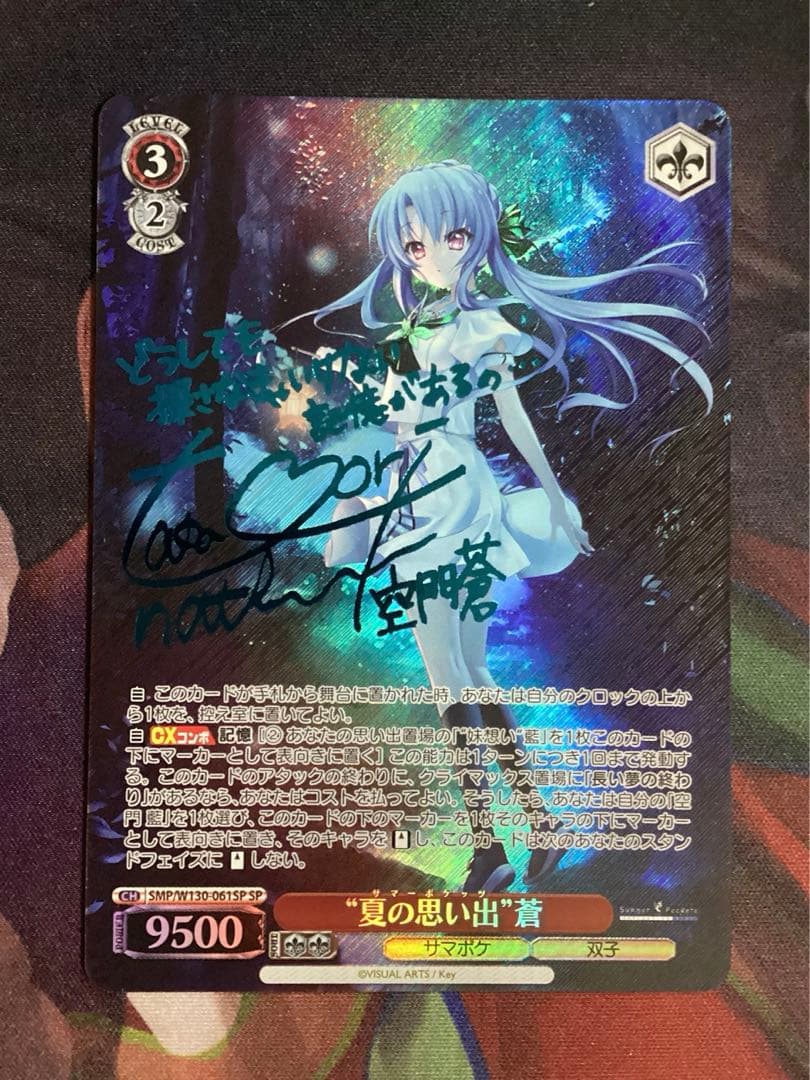 LEVEL
3
2
COST
どうしても
探さなきゃいけない
記憶があるの…
空門蒼
自 このカードが手札から舞台に置かれた時、あなたは自分のクロックの上か
ら1枚を、控え室に置いてよい。
自 CXコンボ 記憶 [② あなたの思い出置場の「“妹想い”藍」を1枚このカードの
下にマーカーとして表向きに置く] この能力は1ターンにつき1回まで発動す
る。このカードのアタックの終わりに、クライマックス置場に「長い夢の終わ
り」があるなら、あなたはコストを払ってよい。そうしたら、あなたは自分の「空
門 藍」を1枚選び、このカードの下のマーカーを1枚そのキャラの下にマーカー
として表向きに置き、そのキャラを し、このカードは次のあなたのスタン
ドフェイズに しない。
CH SMP/W130-061SP SP
サマーポケッツ
“夏の思い出”蒼
Summer Pockets
POWER 9500
SOUL
サマポケ
双子
©VISUAL ARTS / Key